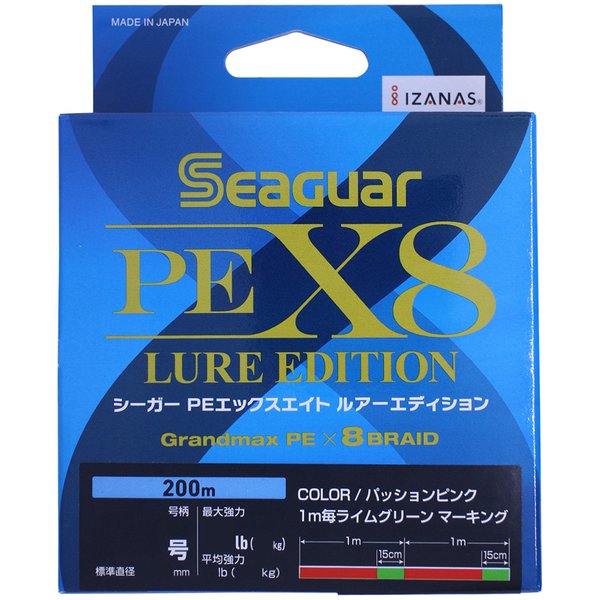 MADE IN JAPAN
IZANAS®
Seaguar
PE X8
LURE EDITION
シーガー PEエックスエイト ルアーエディション
Grandmax PE×8BRAID
200m
COLOR / パッションピンク
1m毎ライムグリーン マーキング
号柄
最大強力
1m 1m
15cm 15cm
号
lb( kg)
平均強力
標準直径 mm lb( kg)